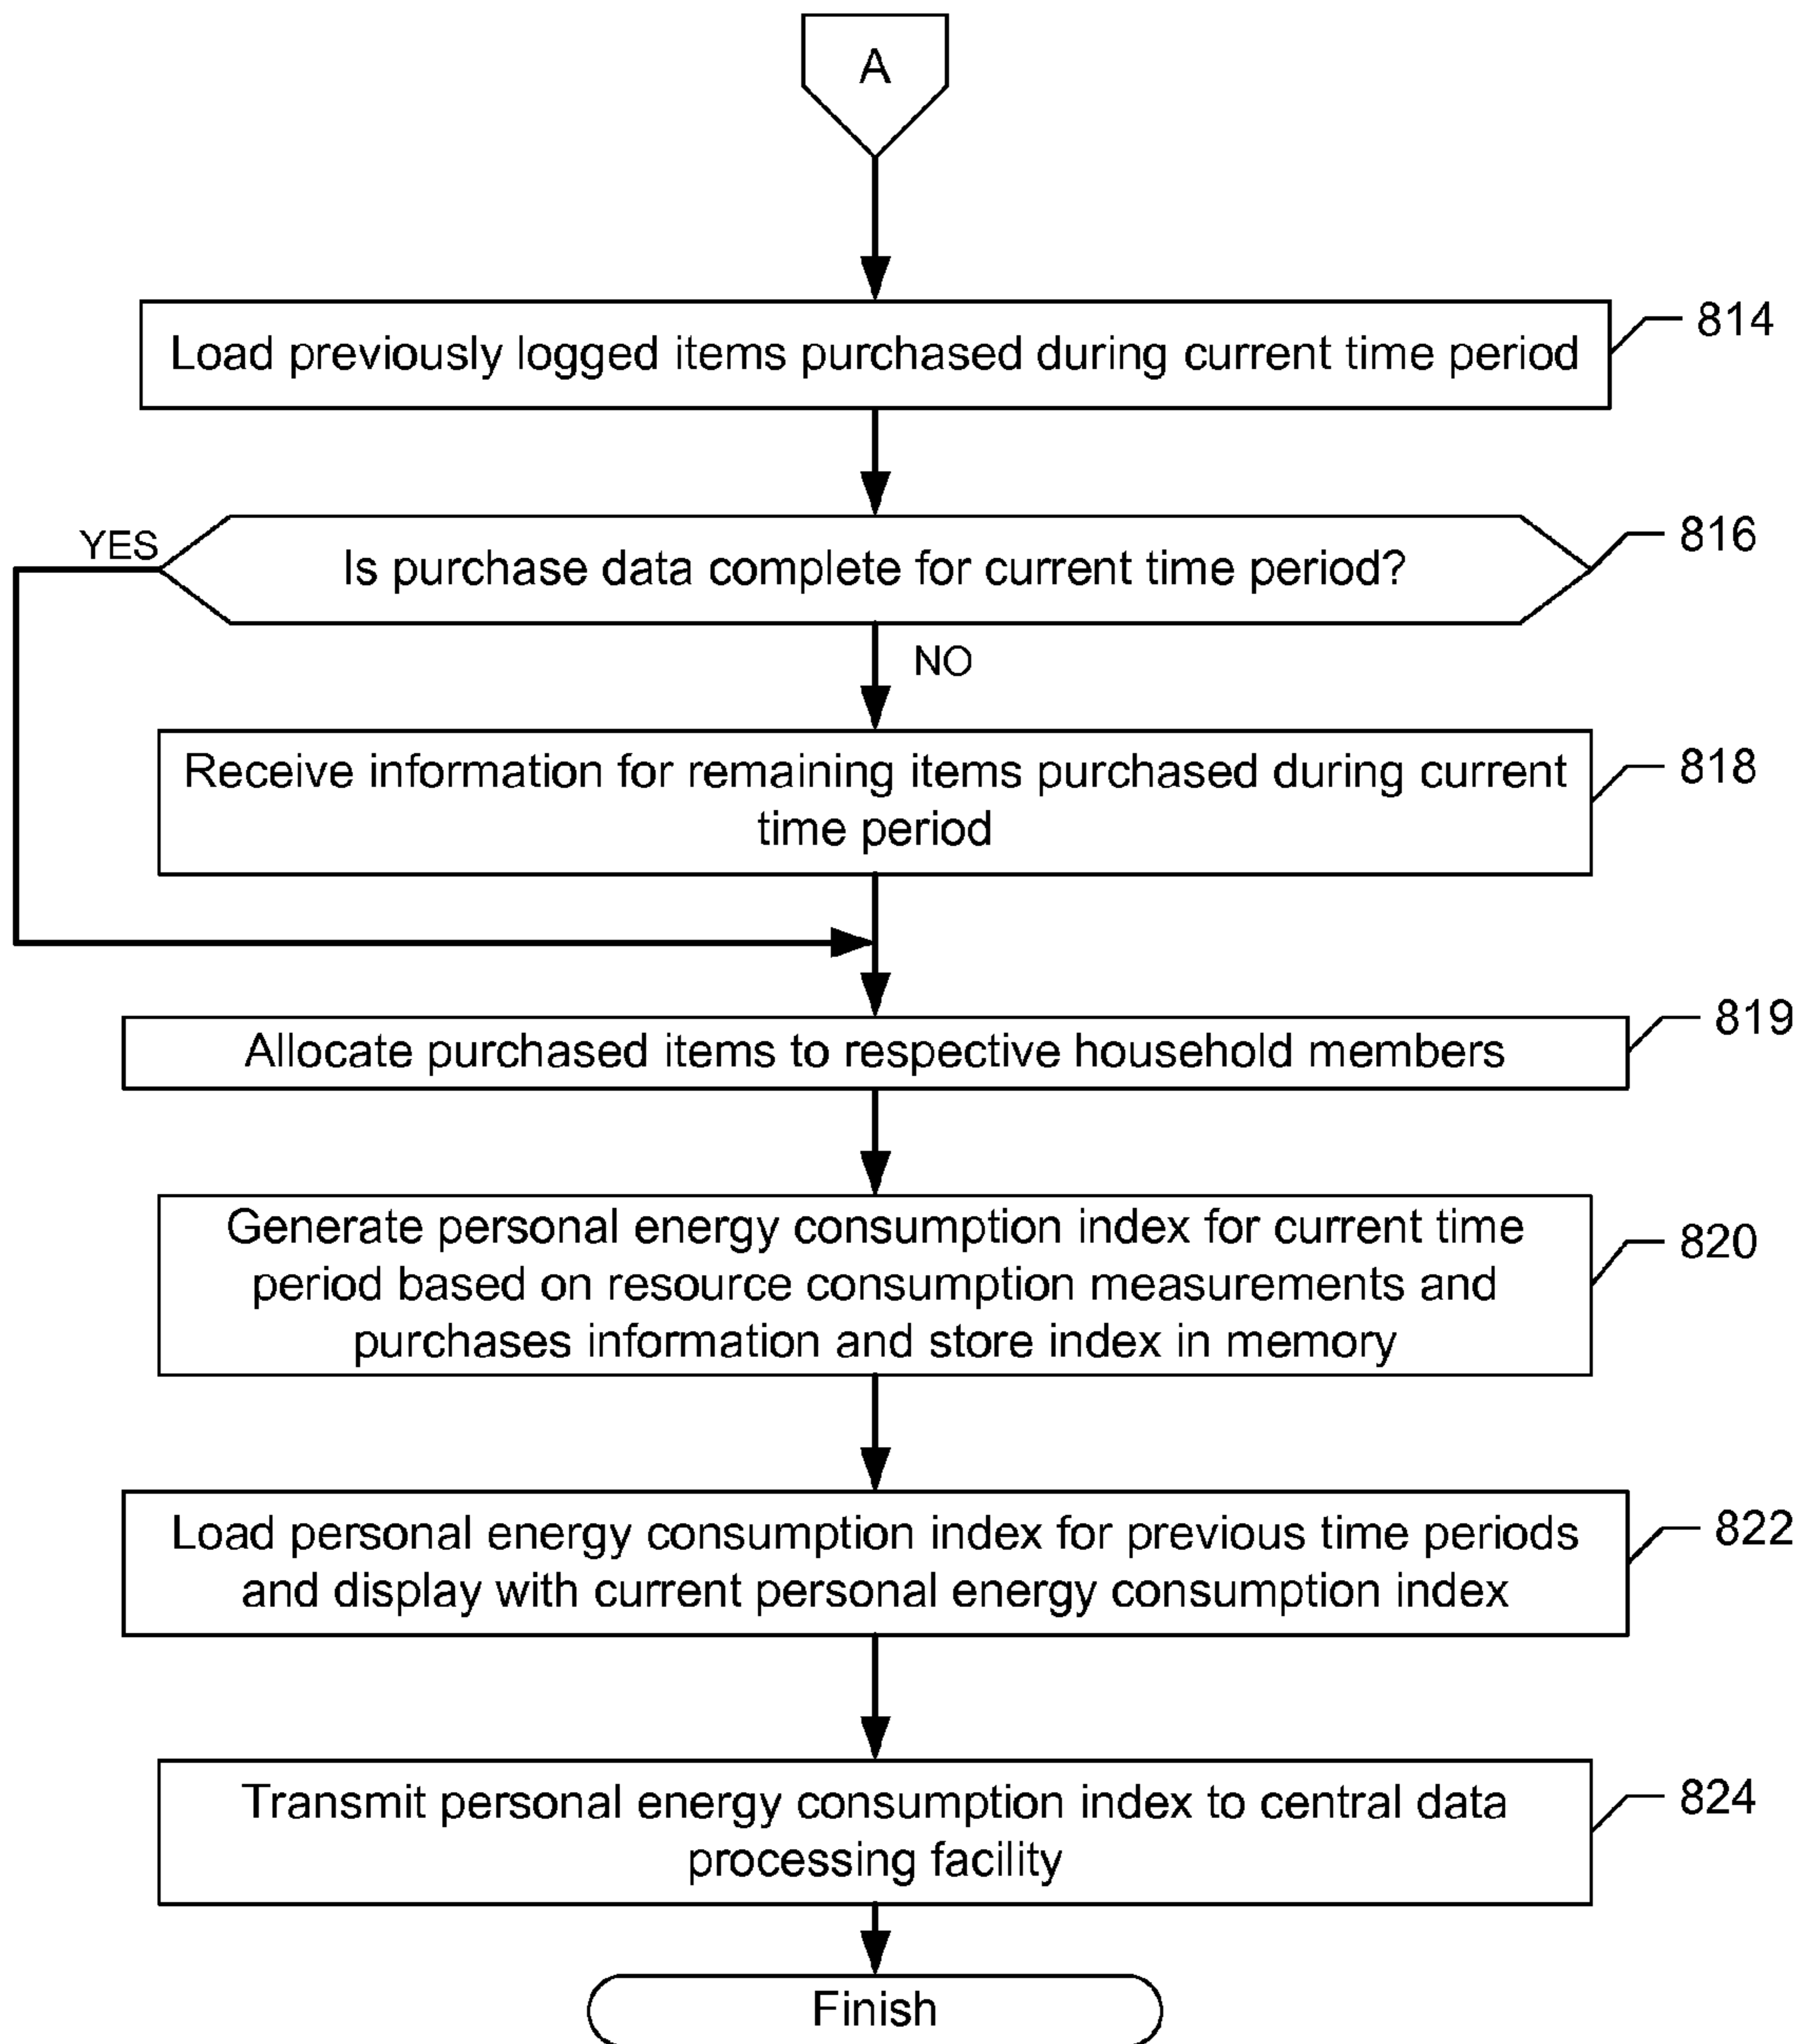 A
Load previously logged items purchased during current time period
814
YES
Is purchase data complete for current time period?
816
NO
Receive information for remaining items purchased during current
time period
818
Allocate purchased items to respective household members
819
Generate personal energy consumption index for current time
period based on resource consumption measurements and
purchases information and store index in memory
820
Load personal energy consumption index for previous time periods
and display with current personal energy consumption index
822
Transmit personal energy consumption index to central data
processing facility
824
Finish